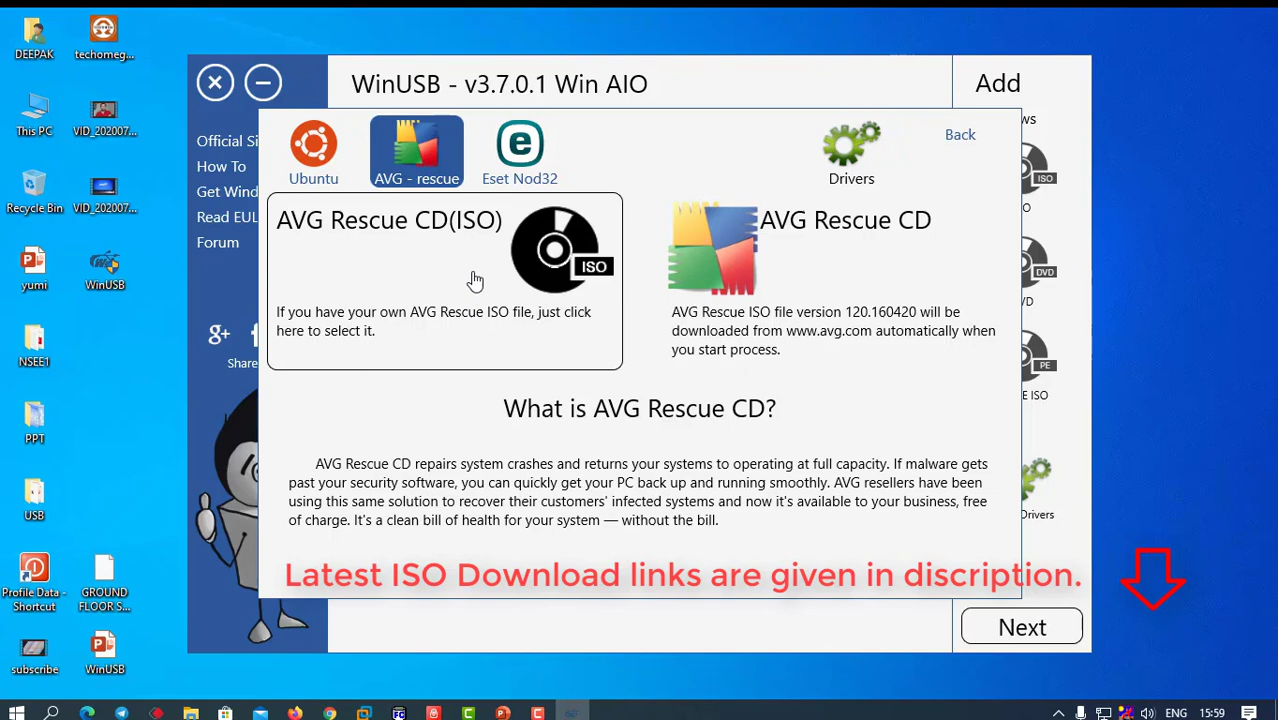 DEEPAK
techomeg...
This PC
VID_202007...
Recycle Bin
VID_202007...
yumi
WinUSB
NSEE1
PPT
USB
Profile Data -
Shortcut
GROUND
FLOOR S...
subscribe
WinUSB
WinUSB - v3.7.0.1 Win AIO
Official Si
How To
Get Wind
Read EUL
Forum
g+
f
Share
Ubuntu
AVG - rescue
Eset Nod32
Drivers
Back
AVG Rescue CD(ISO)
ISO
If you have your own AVG Rescue ISO file, just click
here to select it.
AVG Rescue CD
AVG Rescue ISO file version 120.160420 will be
downloaded from www.avg.com automatically when
you start process.
What is AVG Rescue CD?
AVG Rescue CD repairs system crashes and returns your systems to operating at full capacity. If malware gets
past your security software, you can quickly get your PC back up and running smoothly. AVG resellers have been
using this same solution to recover their customers' infected systems and now it's available to your business, free
of charge. It's a clean bill of health for your system — without the bill.
Latest ISO Download links are given in discription.
Add
ws
ISO
O
DVD
VD
PE
E ISO
Drivers
Next
ENG
15:59